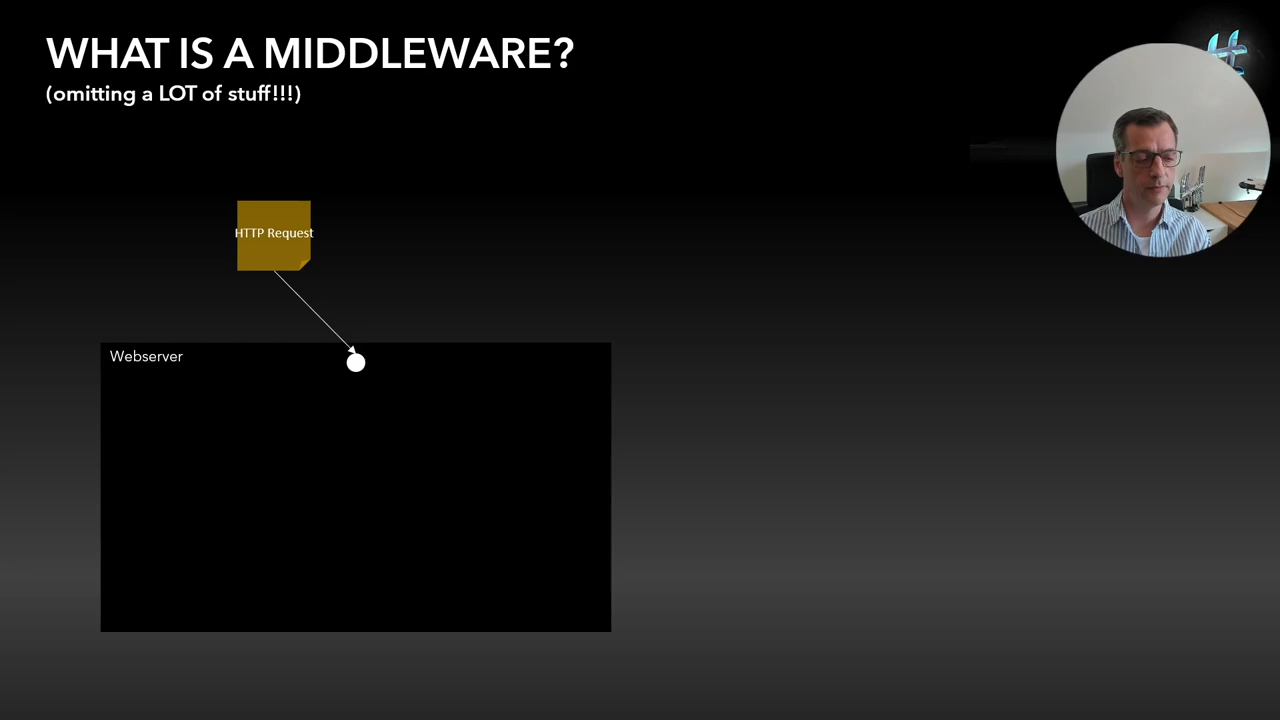 WHAT IS A MIDDLEWARE?
(omitting a LOT of stuff!!!)
HTTP Request
Webserver